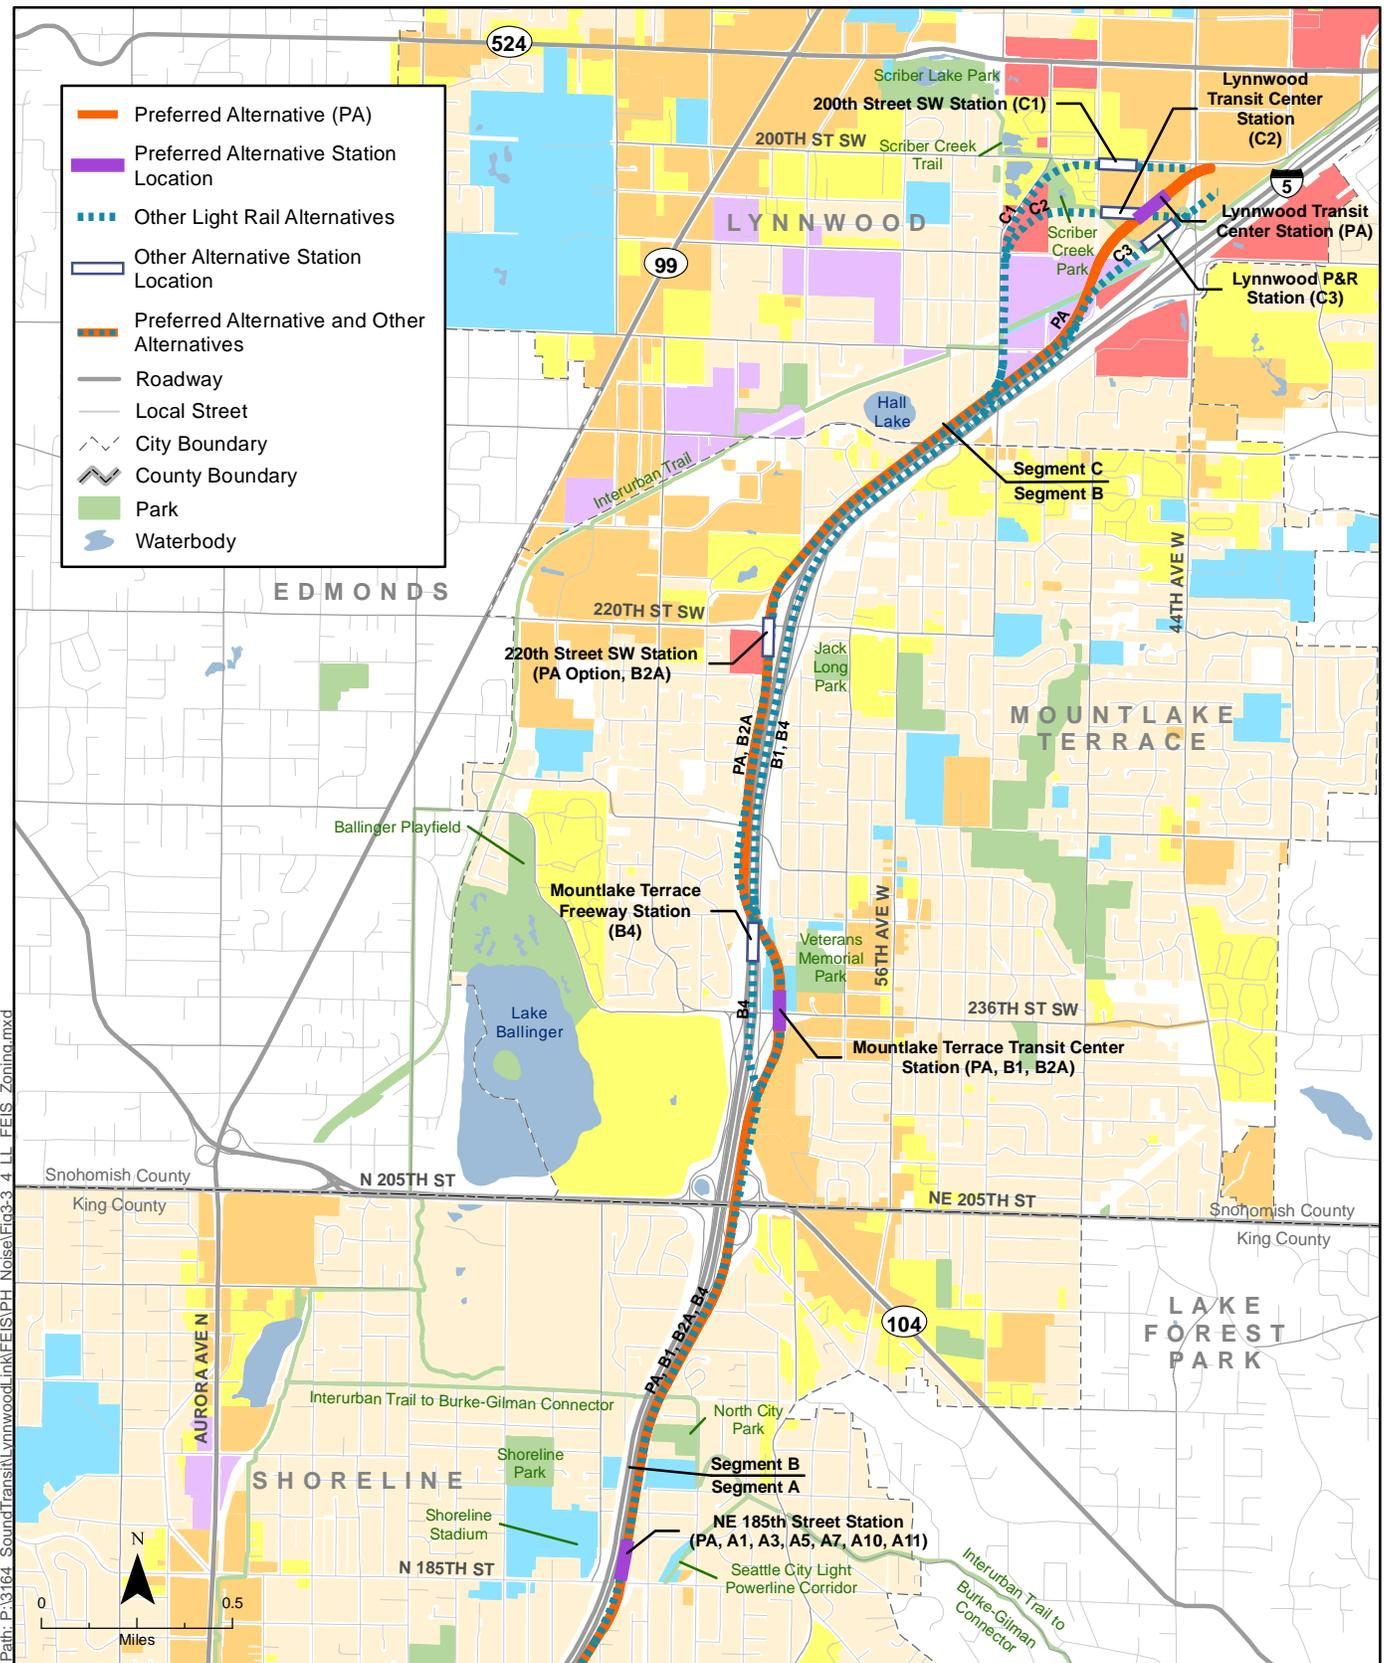 524
Scriber Lake Park
200th Street SW Station (C1)
Lynnwood
Transit Center
Station
(C2)
200TH ST SW
Scriber Creek
Trail
5
LYNNWOOD
C1
C2
Scriber
Creek
Park
C3
Lynnwood Transit
Center Station (PA)
99
Lynnwood P&R
Station (C3)
PA
Preferred Alternative (PA)
Preferred Alternative Station
Location
Other Light Rail Alternatives
Other Alternative Station
Location
Preferred Alternative and Other
Alternatives
Roadway
Local Street
City Boundary
County Boundary
Park
Waterbody
Hall
Lake
Interurban Trail
Segment C
Segment B
44TH AVE W
EDMONDS
220TH ST SW
220th Street SW Station
(PA Option, B2A)
Jack
Long
Park
PA, B2A
B1, B4
MOUNTLAKE
TERRACE
Ballinger Playfield
Mountlake Terrace
Freeway Station
(B4)
Veterans
Memorial
Park
56TH AVE W
Lake
Ballinger
B4
236TH ST SW
Mountlake Terrace Transit Center
Station (PA, B1, B2A)
Snohomish County
King County
N 205TH ST
NE 205TH ST
Snohomish County
King County
PA, B1, B2A, B4
104
LAKE
FOREST
PARK
AURORA AVE N
Interurban Trail to Burke-Gilman Connector
North City
Park
Shoreline
Park
SHORELINE
Segment B
Segment A
Shoreline
Stadium
NE 185th Street Station
(PA, A1, A3, A5, A7, A10, A11)
N 185TH ST
Seattle City Light
Powerline Corridor
Interurban Trail to
Burke-Gilman
Connector
N
0 0.5
Miles
Path: P:\3164_SoundTransit\LynnwoodLink\FEIS\PH_Noise\Fig3-3_4_LL_FEIS_Zoning.mxd